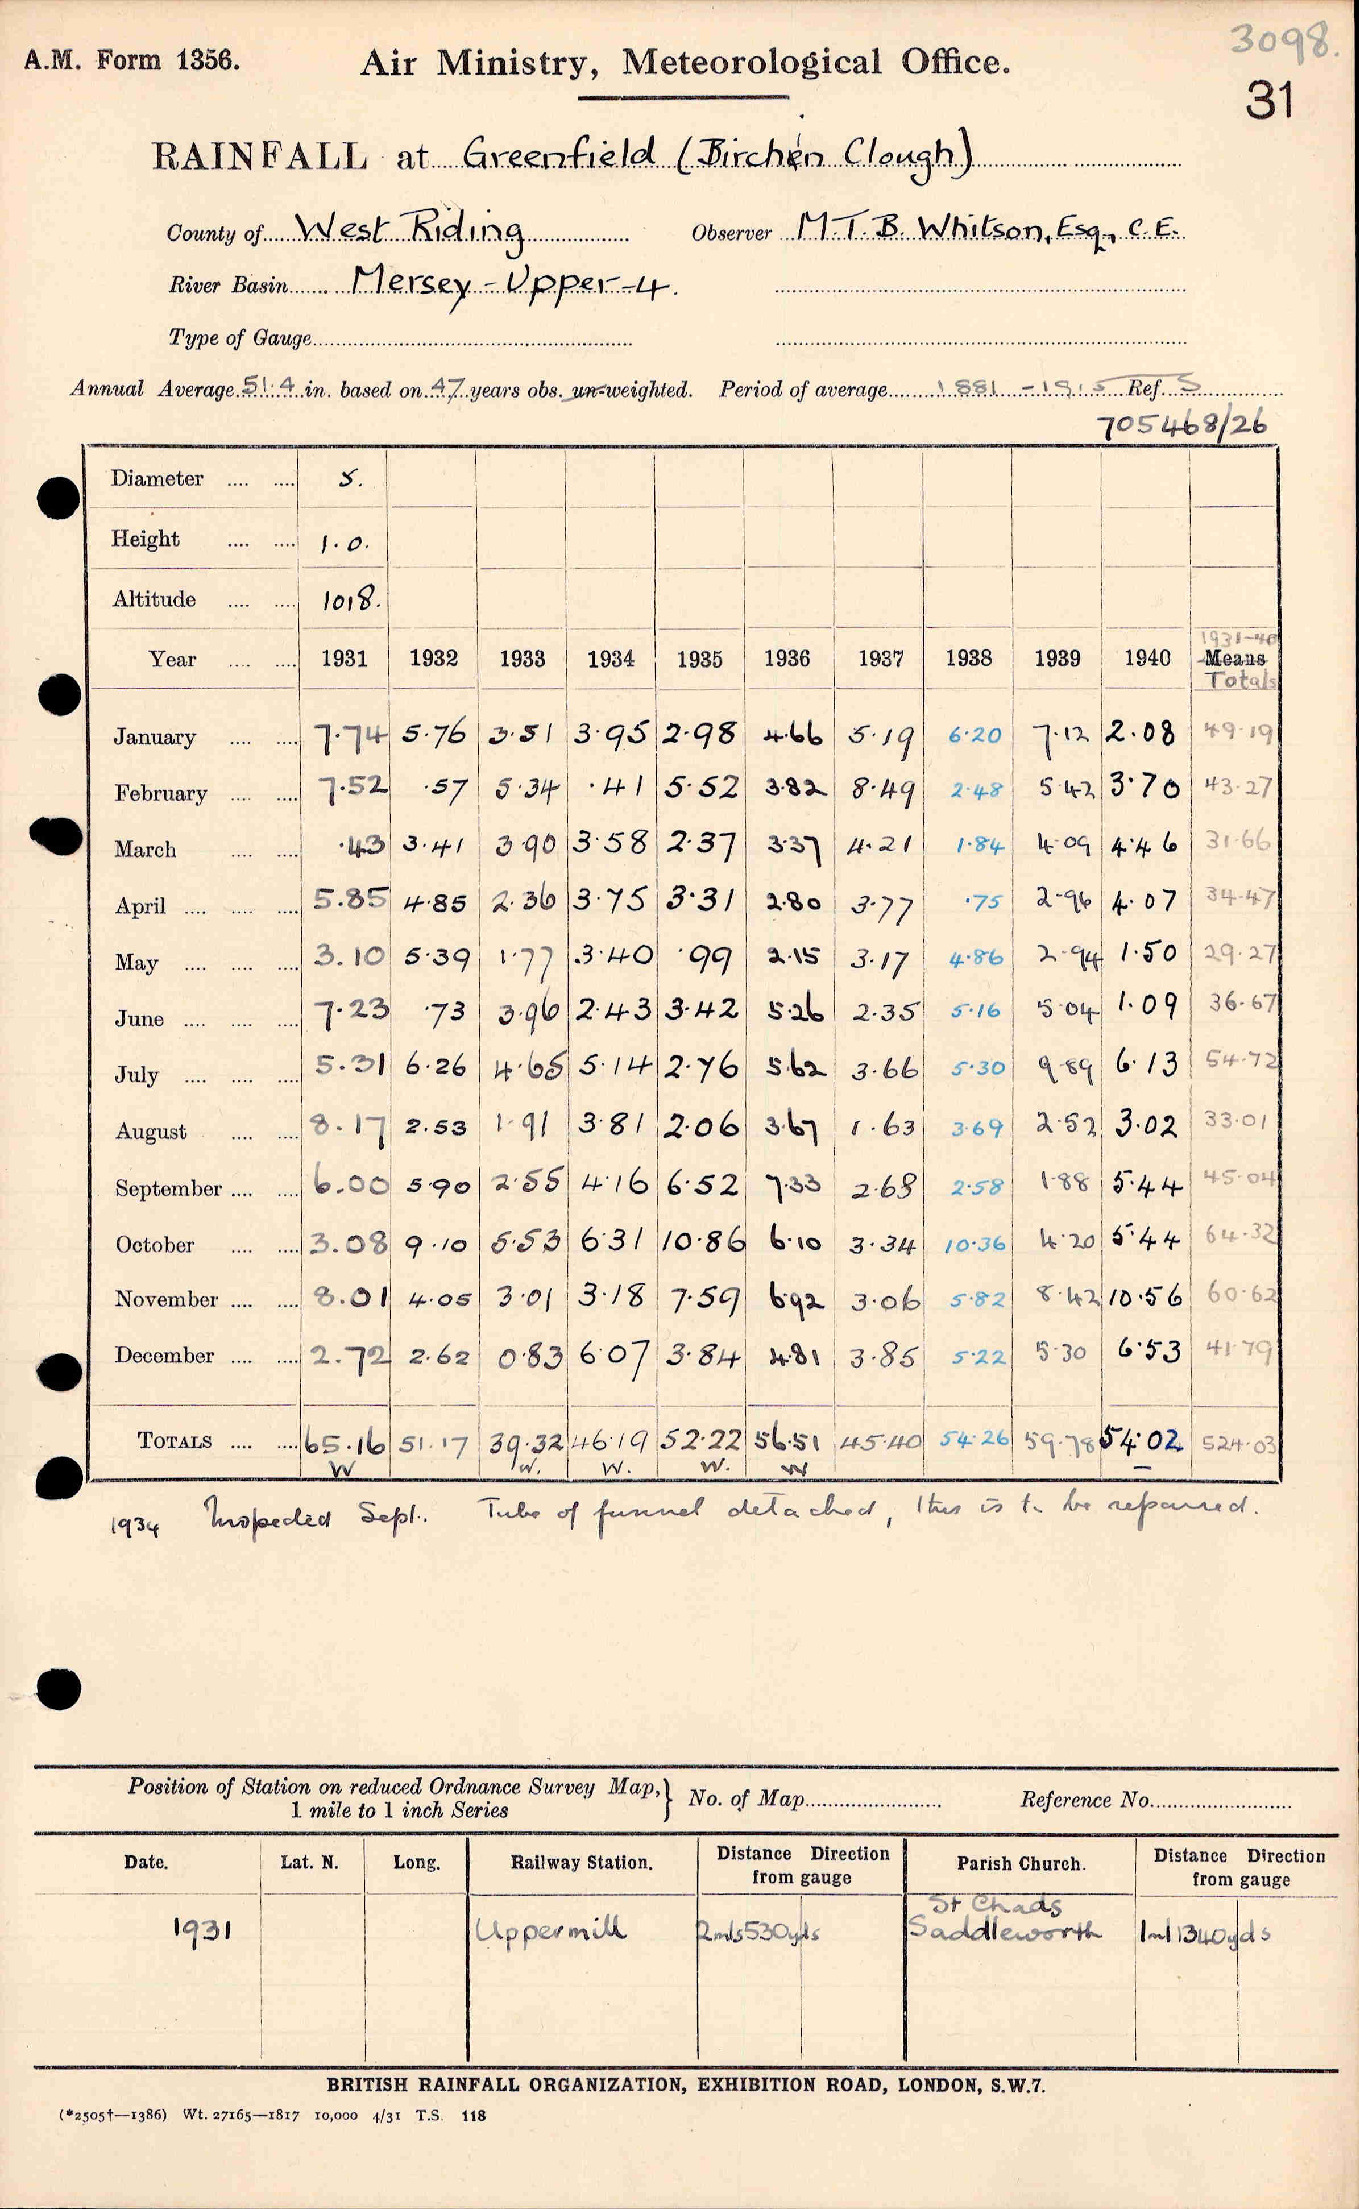 3098.
A.M. Form 1356. Air Ministry, Meteorological Office.
31
RAINFALL at Greenfield (Birchen Clough)
County of West Riding Observer M.T.B. Whitson, Esq., C.E.
River Basin Mersey - Upper - 4.
Type of Gauge
Annual Average 51.4 in. based on 47 years obs. un-weighted. Period of average 1881 - 1915 Ref. S
705468/26
Diameter 5.
Height 1.0.
Altitude 1018.
1931-40
Year 1931 1932 1933 1934 1935 1936 1937 1938 1939 1940 Means
Totals
January 7.74 5.76 3.51 3.95 2.98 4.66 5.19 6.20 7.12 2.08 49.19
February 7.52 .57 5.34 .41 5.52 3.82 8.49 2.48 5.42 3.70 43.27
March .43 3.41 3.90 3.58 2.37 3.37 4.21 1.84 4.09 4.46 31.66
April 5.85 4.85 2.36 3.75 3.31 2.80 3.77 .75 2.96 4.07 34.47
May 3.10 5.39 1.77 3.40 .99 2.15 3.17 4.86 2.94 1.50 29.27
June 7.23 .73 3.96 2.43 3.42 5.26 2.35 5.16 5.04 1.09 36.67
July 5.31 6.26 4.65 5.14 2.76 5.62 3.66 5.30 9.89 6.13 54.72
August 8.17 2.53 1.91 3.81 2.06 3.67 1.63 3.69 2.52 3.02 33.01
September 6.00 5.90 2.55 4.16 6.52 7.33 2.68 2.58 1.88 5.44 45.04
October 3.08 9.10 5.53 6.31 10.86 6.10 3.34 10.36 4.20 5.44 64.32
November 8.01 4.05 3.01 3.18 7.59 6.92 3.06 5.82 8.42 10.56 60.62
December 2.72 2.62 0.83 6.07 3.84 4.81 3.85 5.22 5.30 6.53 41.79
TOTALS 65.16 51.17 39.32 46.19 52.22 56.51 45.40 54.26 59.78 54.02 524.03
W W. W. W. W
1934 Inspected Sept. Tube of funnel detached, this is to be repaired.
Position of Station on reduced Ordnance Survey Map,
1 mile to 1 inch Series
No. of Map Reference No.
Date. Lat. N. Long. Railway Station. Distance Direction from gauge Parish Church. Distance Direction from gauge
St Chads
1931 Uppermill 2mls 530yds Saddleworth 1ml 1340yds
BRITISH RAINFALL ORGANIZATION, EXHIBITION ROAD, LONDON, S.W.7.
(*2505†—1386) Wt. 27165—1817 10,000 4/31 T.S. 118